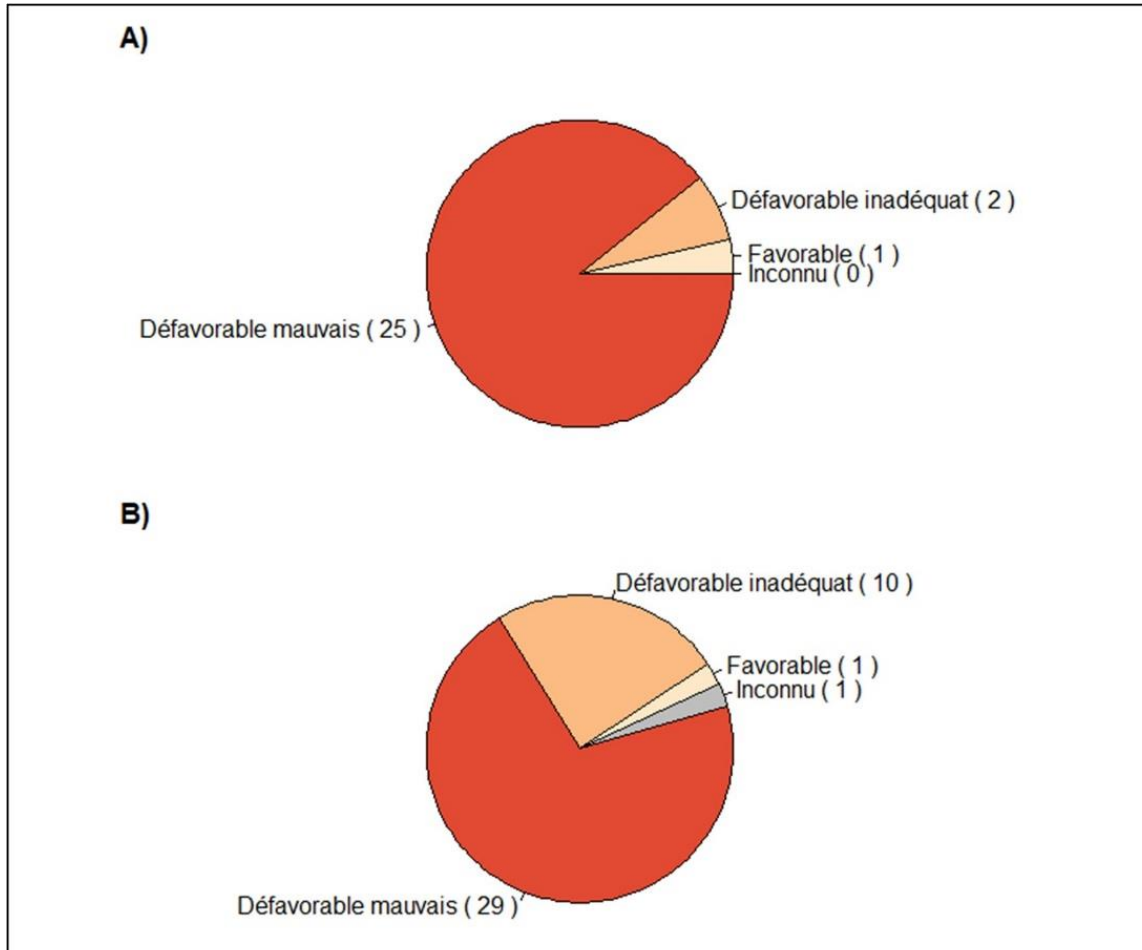 A)
Défavorable inadéquat ( 2 )
Favorable ( 1 )
Inconnu ( 0 )
Défavorable mauvais ( 25 )
B)
Défavorable inadéquat ( 10 )
Favorable ( 1 )
Inconnu ( 1 )
Défavorable mauvais ( 29 )